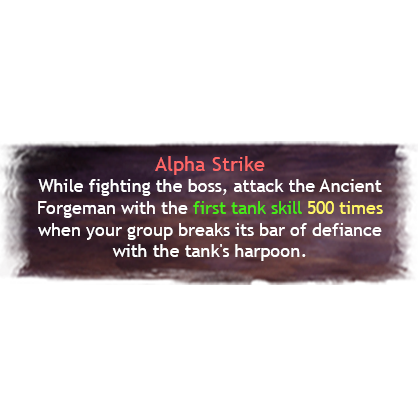 Alpha Strike
While fighting the boss, attack the Ancient
Forgeman with the first tank skill 500 times
when your group breaks its bar of defiance
with the tank's harpoon.